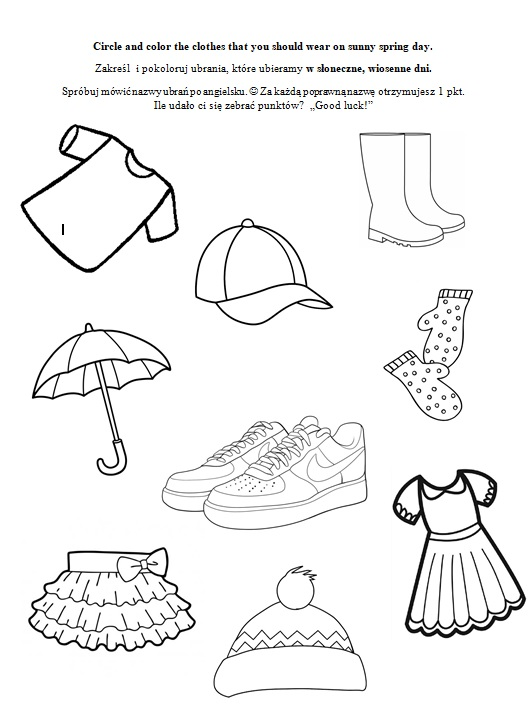 Circle and color the clothes that you should wear on sunny spring day.
Zakreśl i pokoloruj ubrania, które ubieramy w słoneczne, wiosenne dni.
Spróbuj mówić nazwy ubrań po angielsku. ☺ Za każdą poprawną nazwę otrzymujesz 1 pkt.
Ile udało ci się zebrać punktów? „Good luck!”